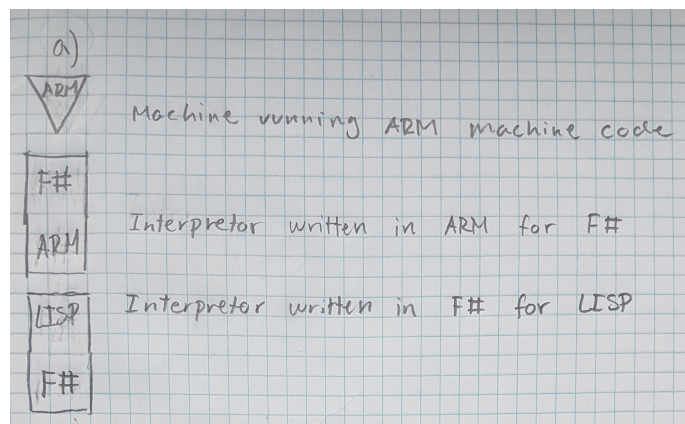 a)
ARM
Machine running ARM machine code
F#
Interpretor written in ARM for F#
ARM
LISP
Interpretor written in F# for LISP
F#